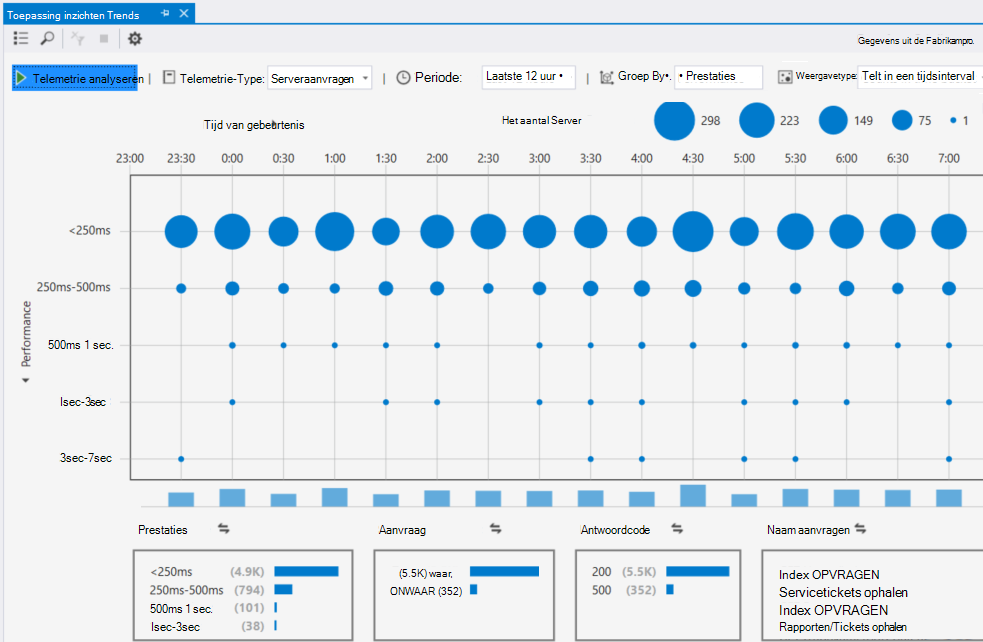 Toepassing inzichten Trends
Gegevens uit de Fabrikampro.
Telemetrie analyseren | Telemetrie-Type: Serveraanvragen | Periode: Laatste 12 uur • | Groep By•. • Prestaties Weergavetype: Telt in een tijdsinterval
Tijd van gebeurtenis Het aantal Server 298 223 149 75 1
23:00 23:30 0:00 0:30 1:00 1:30 2:00 2:30 3:00 3:30 4:00 4:30 5:00 5:30 6:00 6:30 7:00
<250ms
250ms-500ms
Performance
500ms 1 sec.
Isec-3sec
3sec-7sec
Prestaties Aanvraag Antwoordcode Naam aanvragen
<250ms (4.9K)
250ms-500ms (794)
500ms 1 sec. (101)
Isec-3sec (38)
(5.5K) waar,
ONWAAR (352)
200 (5.5K)
500 (352)
Index OPVRAGEN
Servicetickets ophalen
Index OPVRAGEN
Rapporten/Tickets ophalen